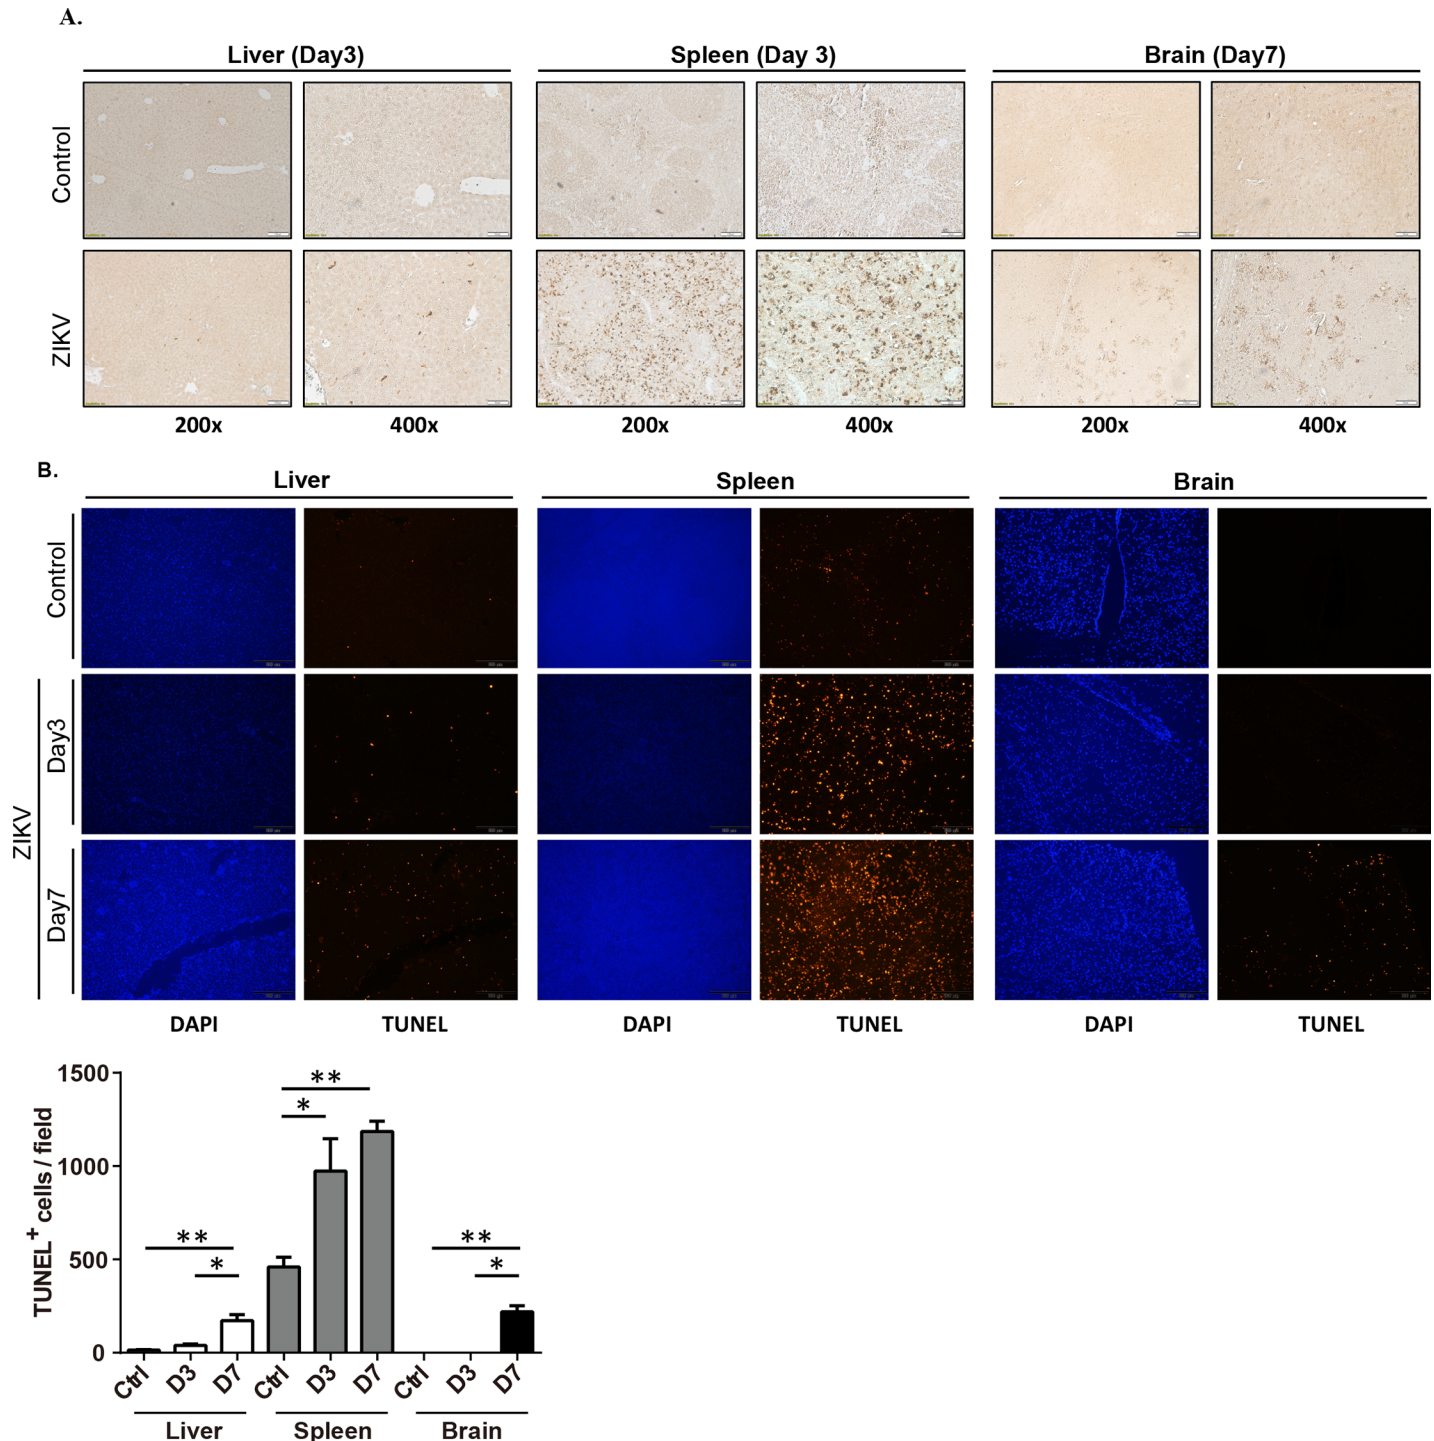 A.
Liver (Day3) Spleen (Day 3) Brain (Day7)
Control
ZIKV
200x 400x 200x 400x 200x 400x
B.
Liver Spleen Brain
Control
ZIKV
Day3
Day7
DAPI TUNEL DAPI TUNEL DAPI TUNEL
TUNEL+ cells / field
1500
1000
500
0
** *
** *
** *
Ctrl D3 D7 Ctrl D3 D7 Ctrl D3 D7
Liver Spleen Brain